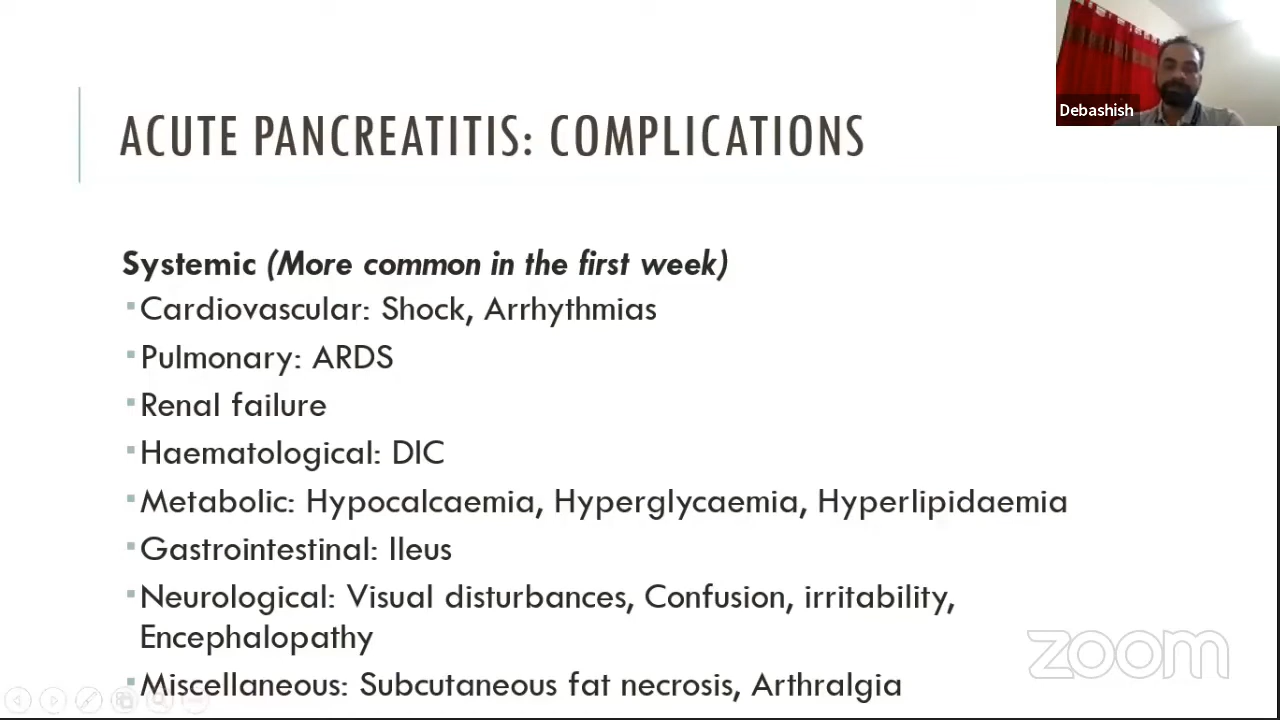 Debashish
ACUTE PANCREATITIS: COMPLICATIONS
Systemic (More common in the first week)
Cardiovascular: Shock, Arrhythmias
Pulmonary: ARDS
Renal failure
Haematological: DIC
Metabolic: Hypocalcaemia, Hyperglycaemia, Hyperlipidaemia
Gastrointestinal: Ileus
Neurological: Visual disturbances, Confusion, irritability,
Encephalopathy
zoom
Miscellaneous: Subcutaneous fat necrosis, Arthralgia